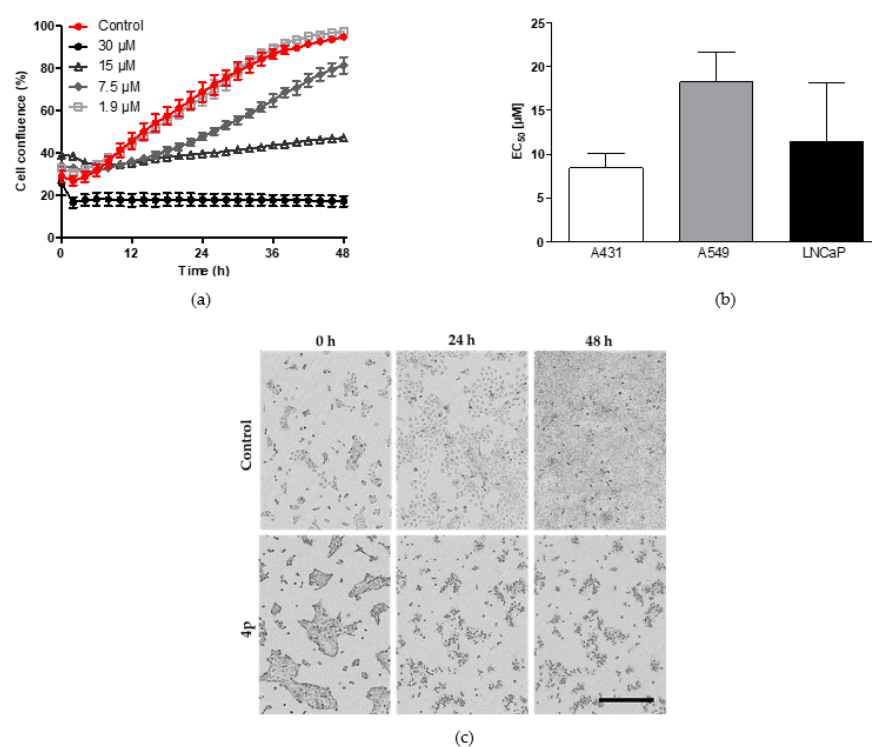 Cell confluence (%)
100
80
60
40
20
0
Control
30 µM
15 µM
7.5 µM
1.9 µM
0 12 24 36 48
Time (h)
(a)
EC50 [µM]
25
20
15
10
5
0
A431 A549 LNCaP
(b)
0 h 24 h 48 h
Control
4p
(c)